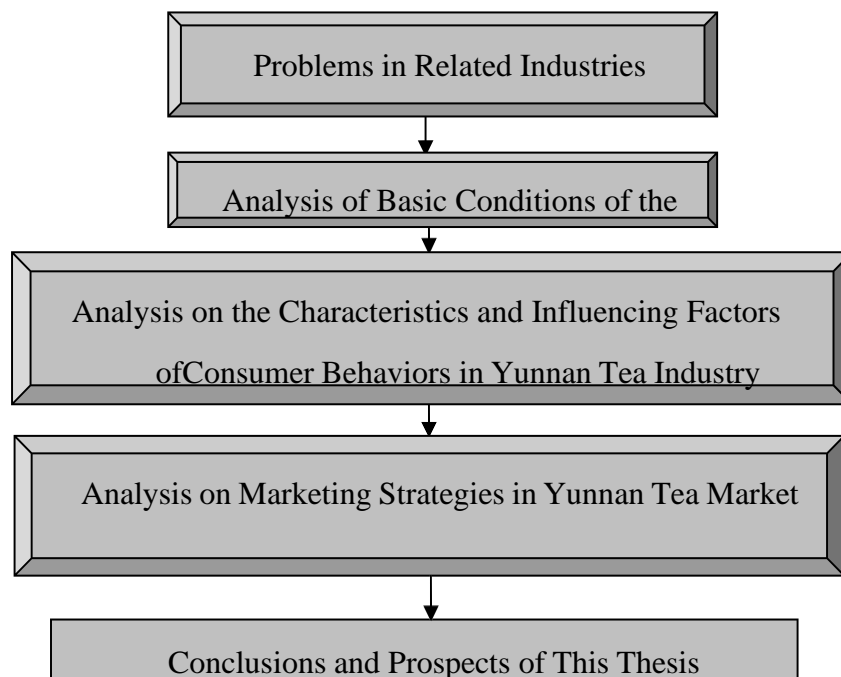 Problems in Related Industries
Analysis of Basic Conditions of the
Analysis on the Characteristics and Influencing Factors
ofConsumer Behaviors in Yunnan Tea Industry
Analysis on Marketing Strategies in Yunnan Tea Market
Conclusions and Prospects of This Thesis